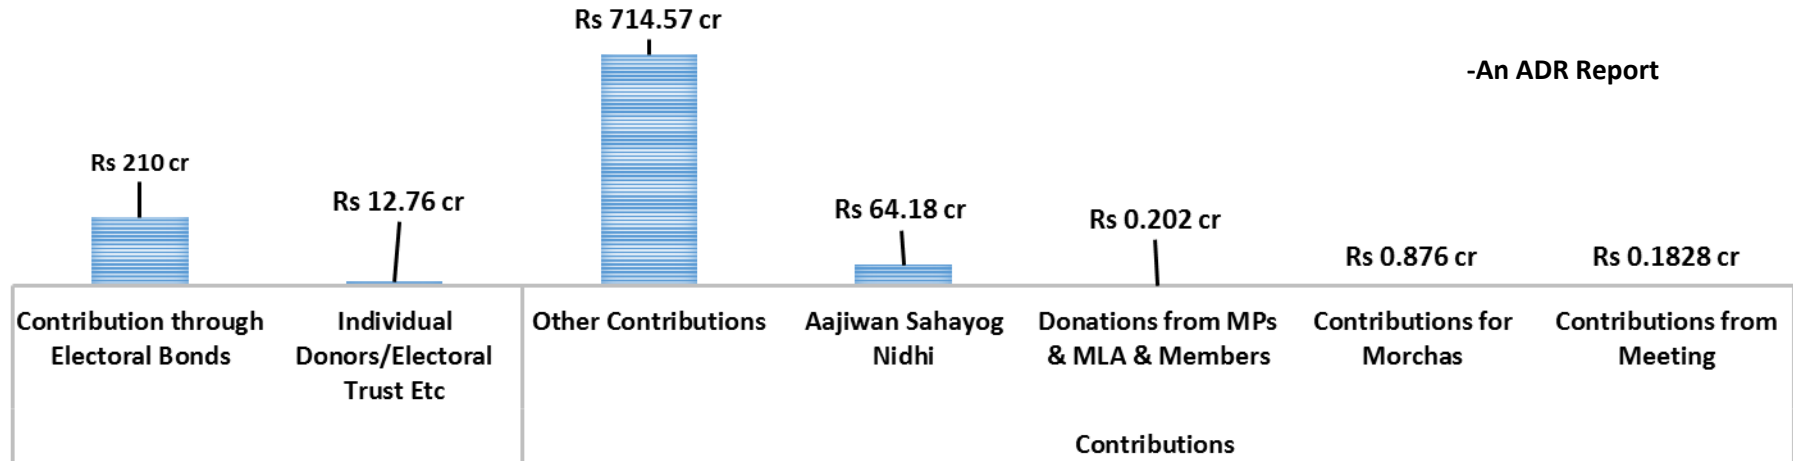 Rs 714.57 cr
-An ADR Report
Rs 210 cr
Rs 12.76 cr
Rs 64.18 cr
Rs 0.202 cr
Rs 0.876 cr
Rs 0.1828 cr
Contribution through
Electoral Bonds
Individual
Donors/Electoral
Trust Etc
Other Contributions
Aajiwan Sahayog
Nidhi
Donations from MPs
& MLA & Members
Contributions for
Morchas
Contributions from
Meeting
Contributions